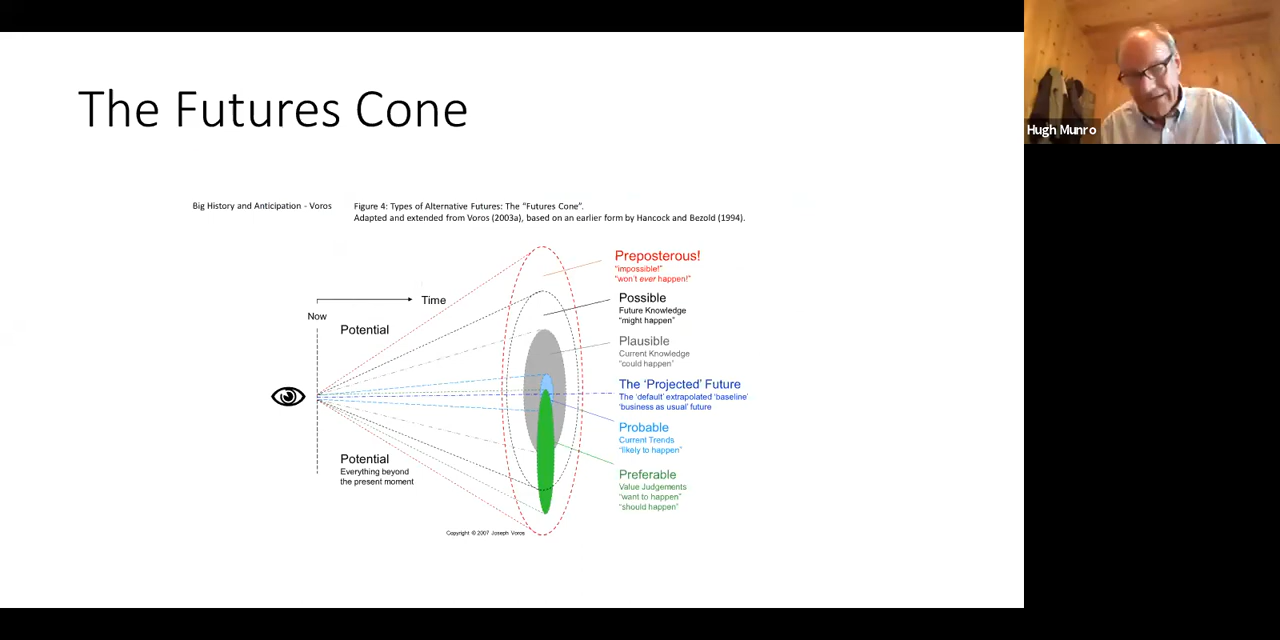 The Futures Cone
Hugh Munro
Big History and Anticipation - Voros
Figure 4: Types of Alternative Futures: The “Futures Cone”.
Adapted and extended from Voros (2003a), based on an earlier form by Hancock and Bezold (1994).
Preposterous!
“impossible!”
“won’t ever happen!”
Time
Now
Potential
Possible
Future Knowledge
“might happen”
Plausible
Current Knowledge
“could happen”
The ‘Projected’ Future
The ‘default’ extrapolated ‘baseline’
‘business as usual’ future
Probable
Current Trends
“likely to happen”
Potential
Everything beyond
the present moment
Preferable
Value Judgements
“want to happen”
“should happen”
Copyright © 2007 Joseph Voros